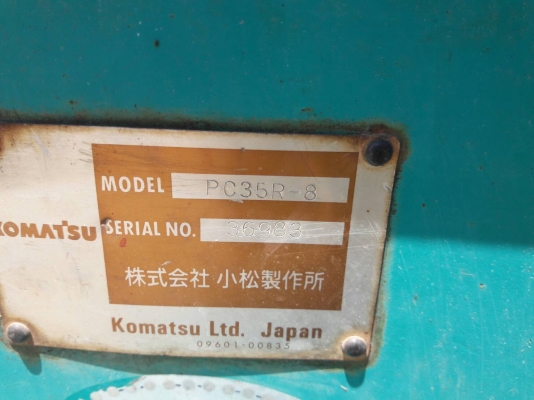 MODEL PC35R-8
KOMATSU SERIAL NO. 36983
株式会社 小松製作所
Komatsu Ltd. Japan
09601-00835